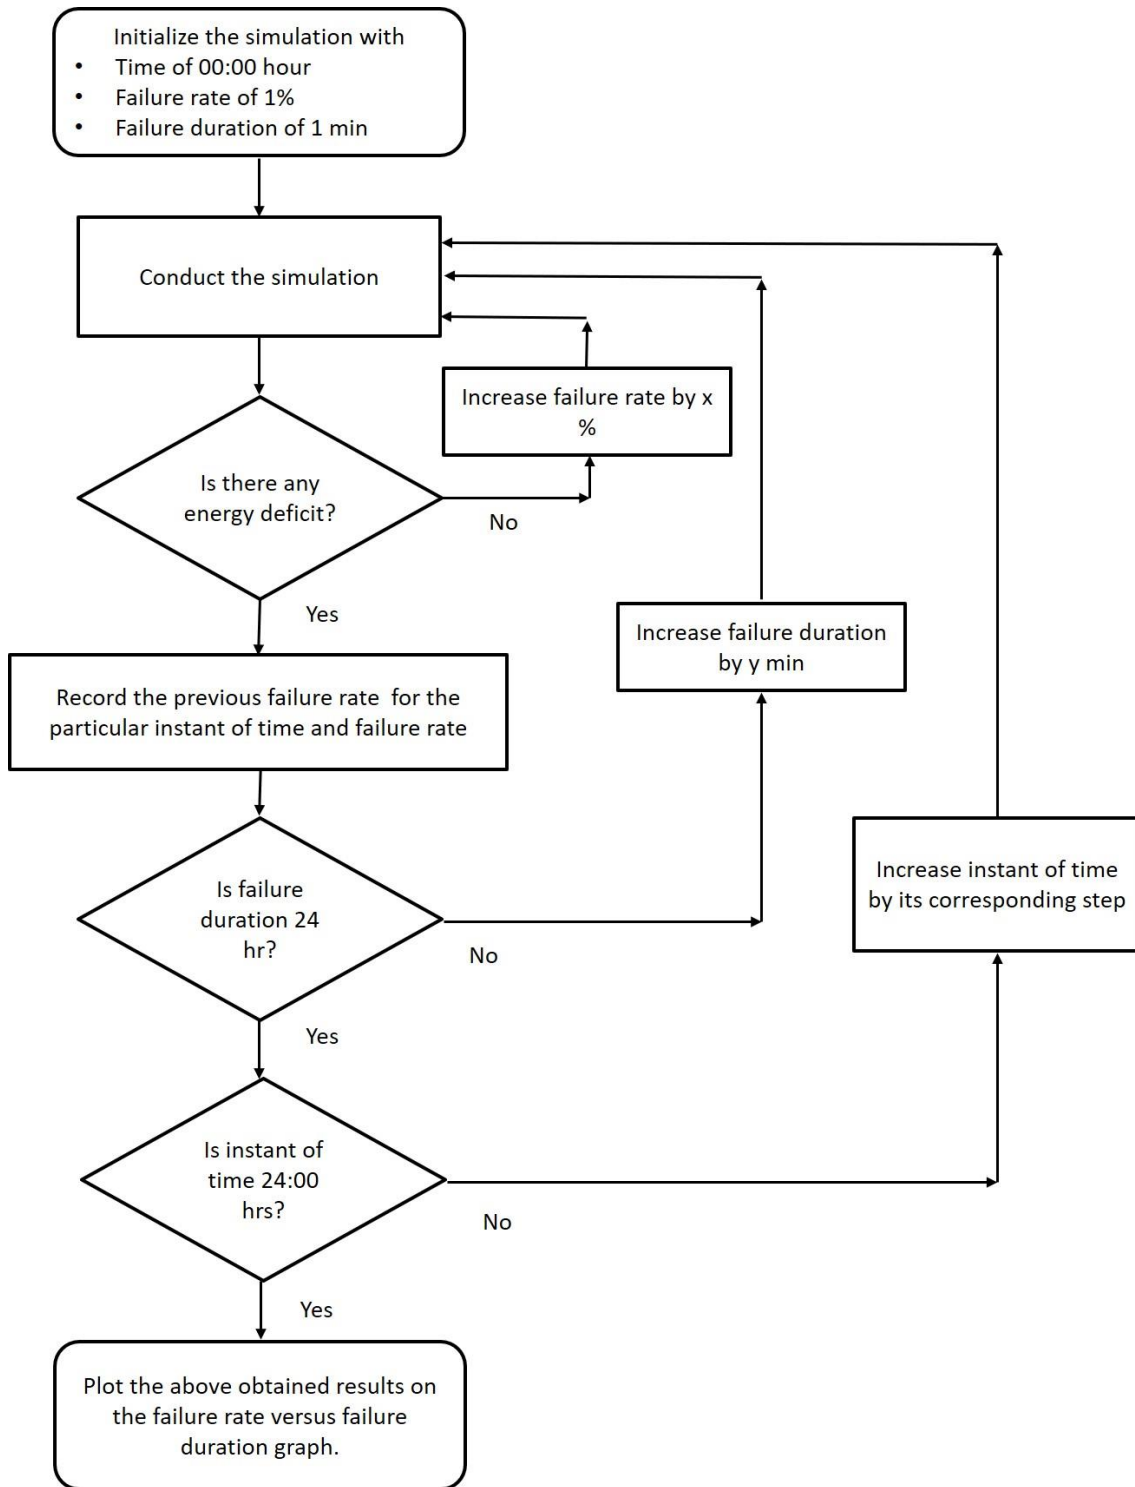 Initialize the simulation with
• Time of 00:00 hour
• Failure rate of 1%
• Failure duration of 1 min
Conduct the simulation
Increase failure rate by x
%
Is there any
energy deficit?
No
Yes
Increase failure duration
by y min
Record the previous failure rate for the
particular instant of time and failure rate
Is failure
duration 24
hr?
No
Increase instant of time
by its corresponding step
Yes
Is instant of
time 24:00
hrs?
No
Yes
Plot the above obtained results on
the failure rate versus failure
duration graph.